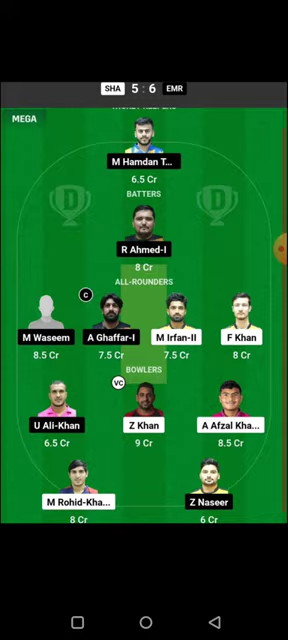 SHA 5 : 6 EMR
MEGA
M Hamdan T...
6.5 Cr
BATTERS
R Ahmed-I
8 Cr
ALL-ROUNDERS
C
M Waseem
A Ghaffar-I
M Irfan-II
F Khan
8.5 Cr
7.5 Cr
7.5 Cr
8 Cr
BOWLERS
VC
U Ali-Khan
Z Khan
A Afzal Kha...
6.5 Cr
9 Cr
8.5 Cr
M Rohid-Kha...
Z Naseer
8 Cr
6 Cr